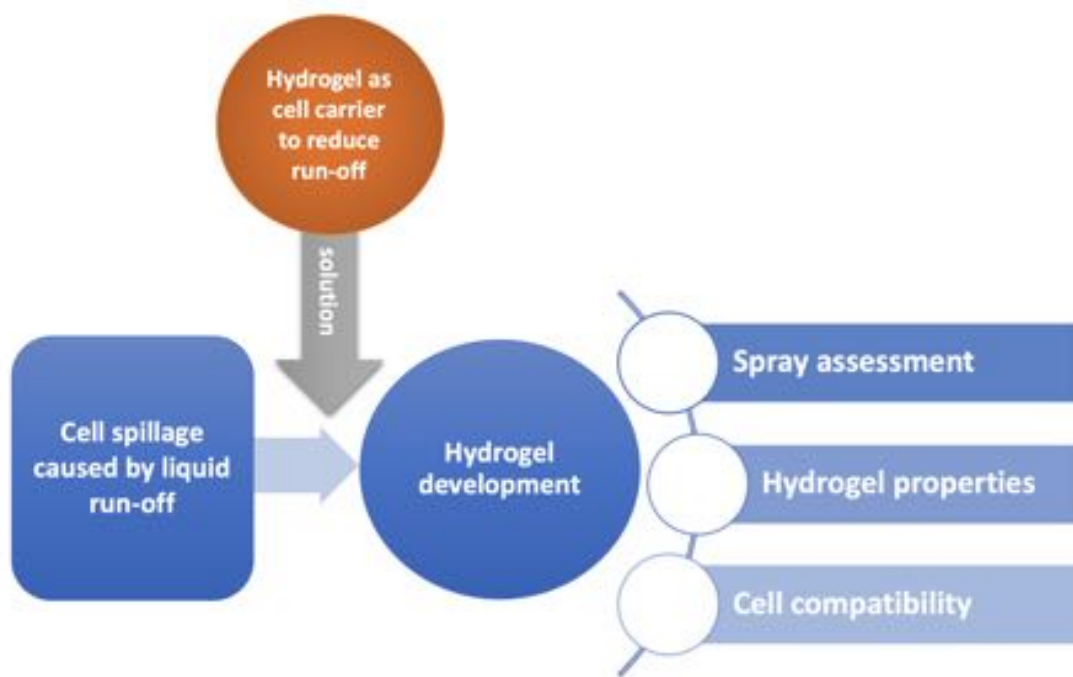 Hydrogel as
cell carrier
to reduce
run-off
solution
Cell spillage
caused by liquid
run-off
Hydrogel
development
Spray assessment
Hydrogel properties
Cell compatibility